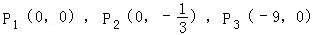 P₁ (0, 0) , P₂ (0, -1/3) , P₃ (-9, 0)